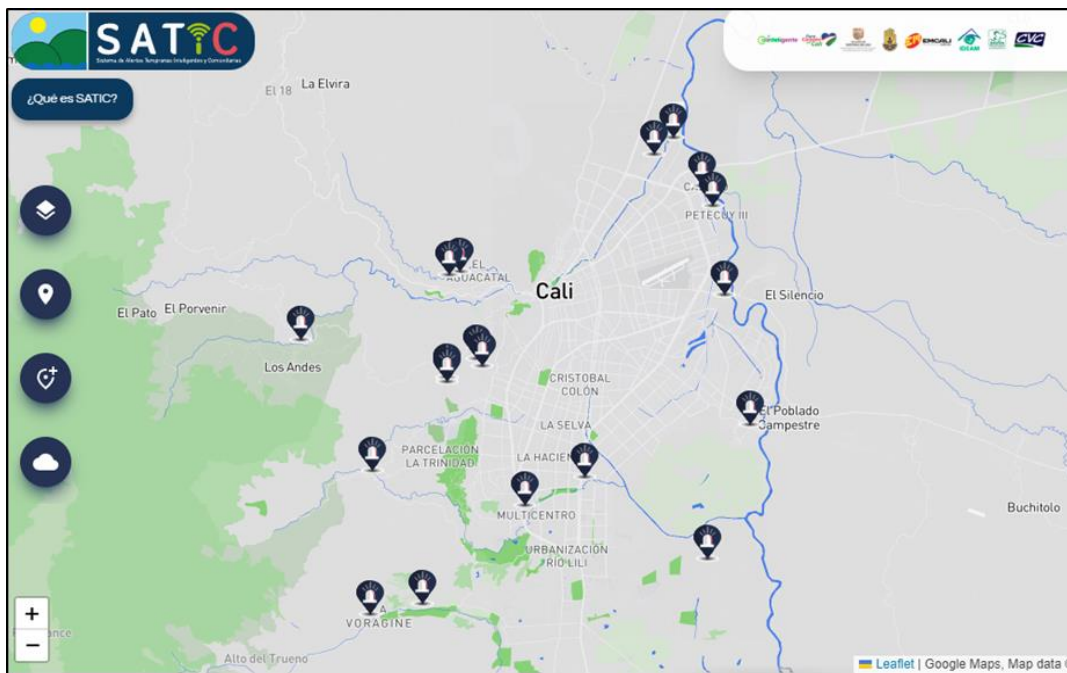 SATiC
Sistema de Alertas Tempranas Inteligentes y Comunitarias
¿Qué es SATIC?
EMCALI
IDEAM
CVC
El 18
La Elvira
PETECUY III
EL
AGUACATAL
Cali
El Silencio
El Pato
El Porvenir
Los Andes
CRISTOBAL
COLÓN
El Poblado
Campestre
LA SELVA
PARCELACIÓN
LA TRINIDAD
LA HACIEN
Buchitolo
MULTICENTRO
URBANIZACIÓN
RÍO LILI
3
A
VORAGINE
Alto del Trueno
+
−
Leaflet | Google Maps, Map data ©